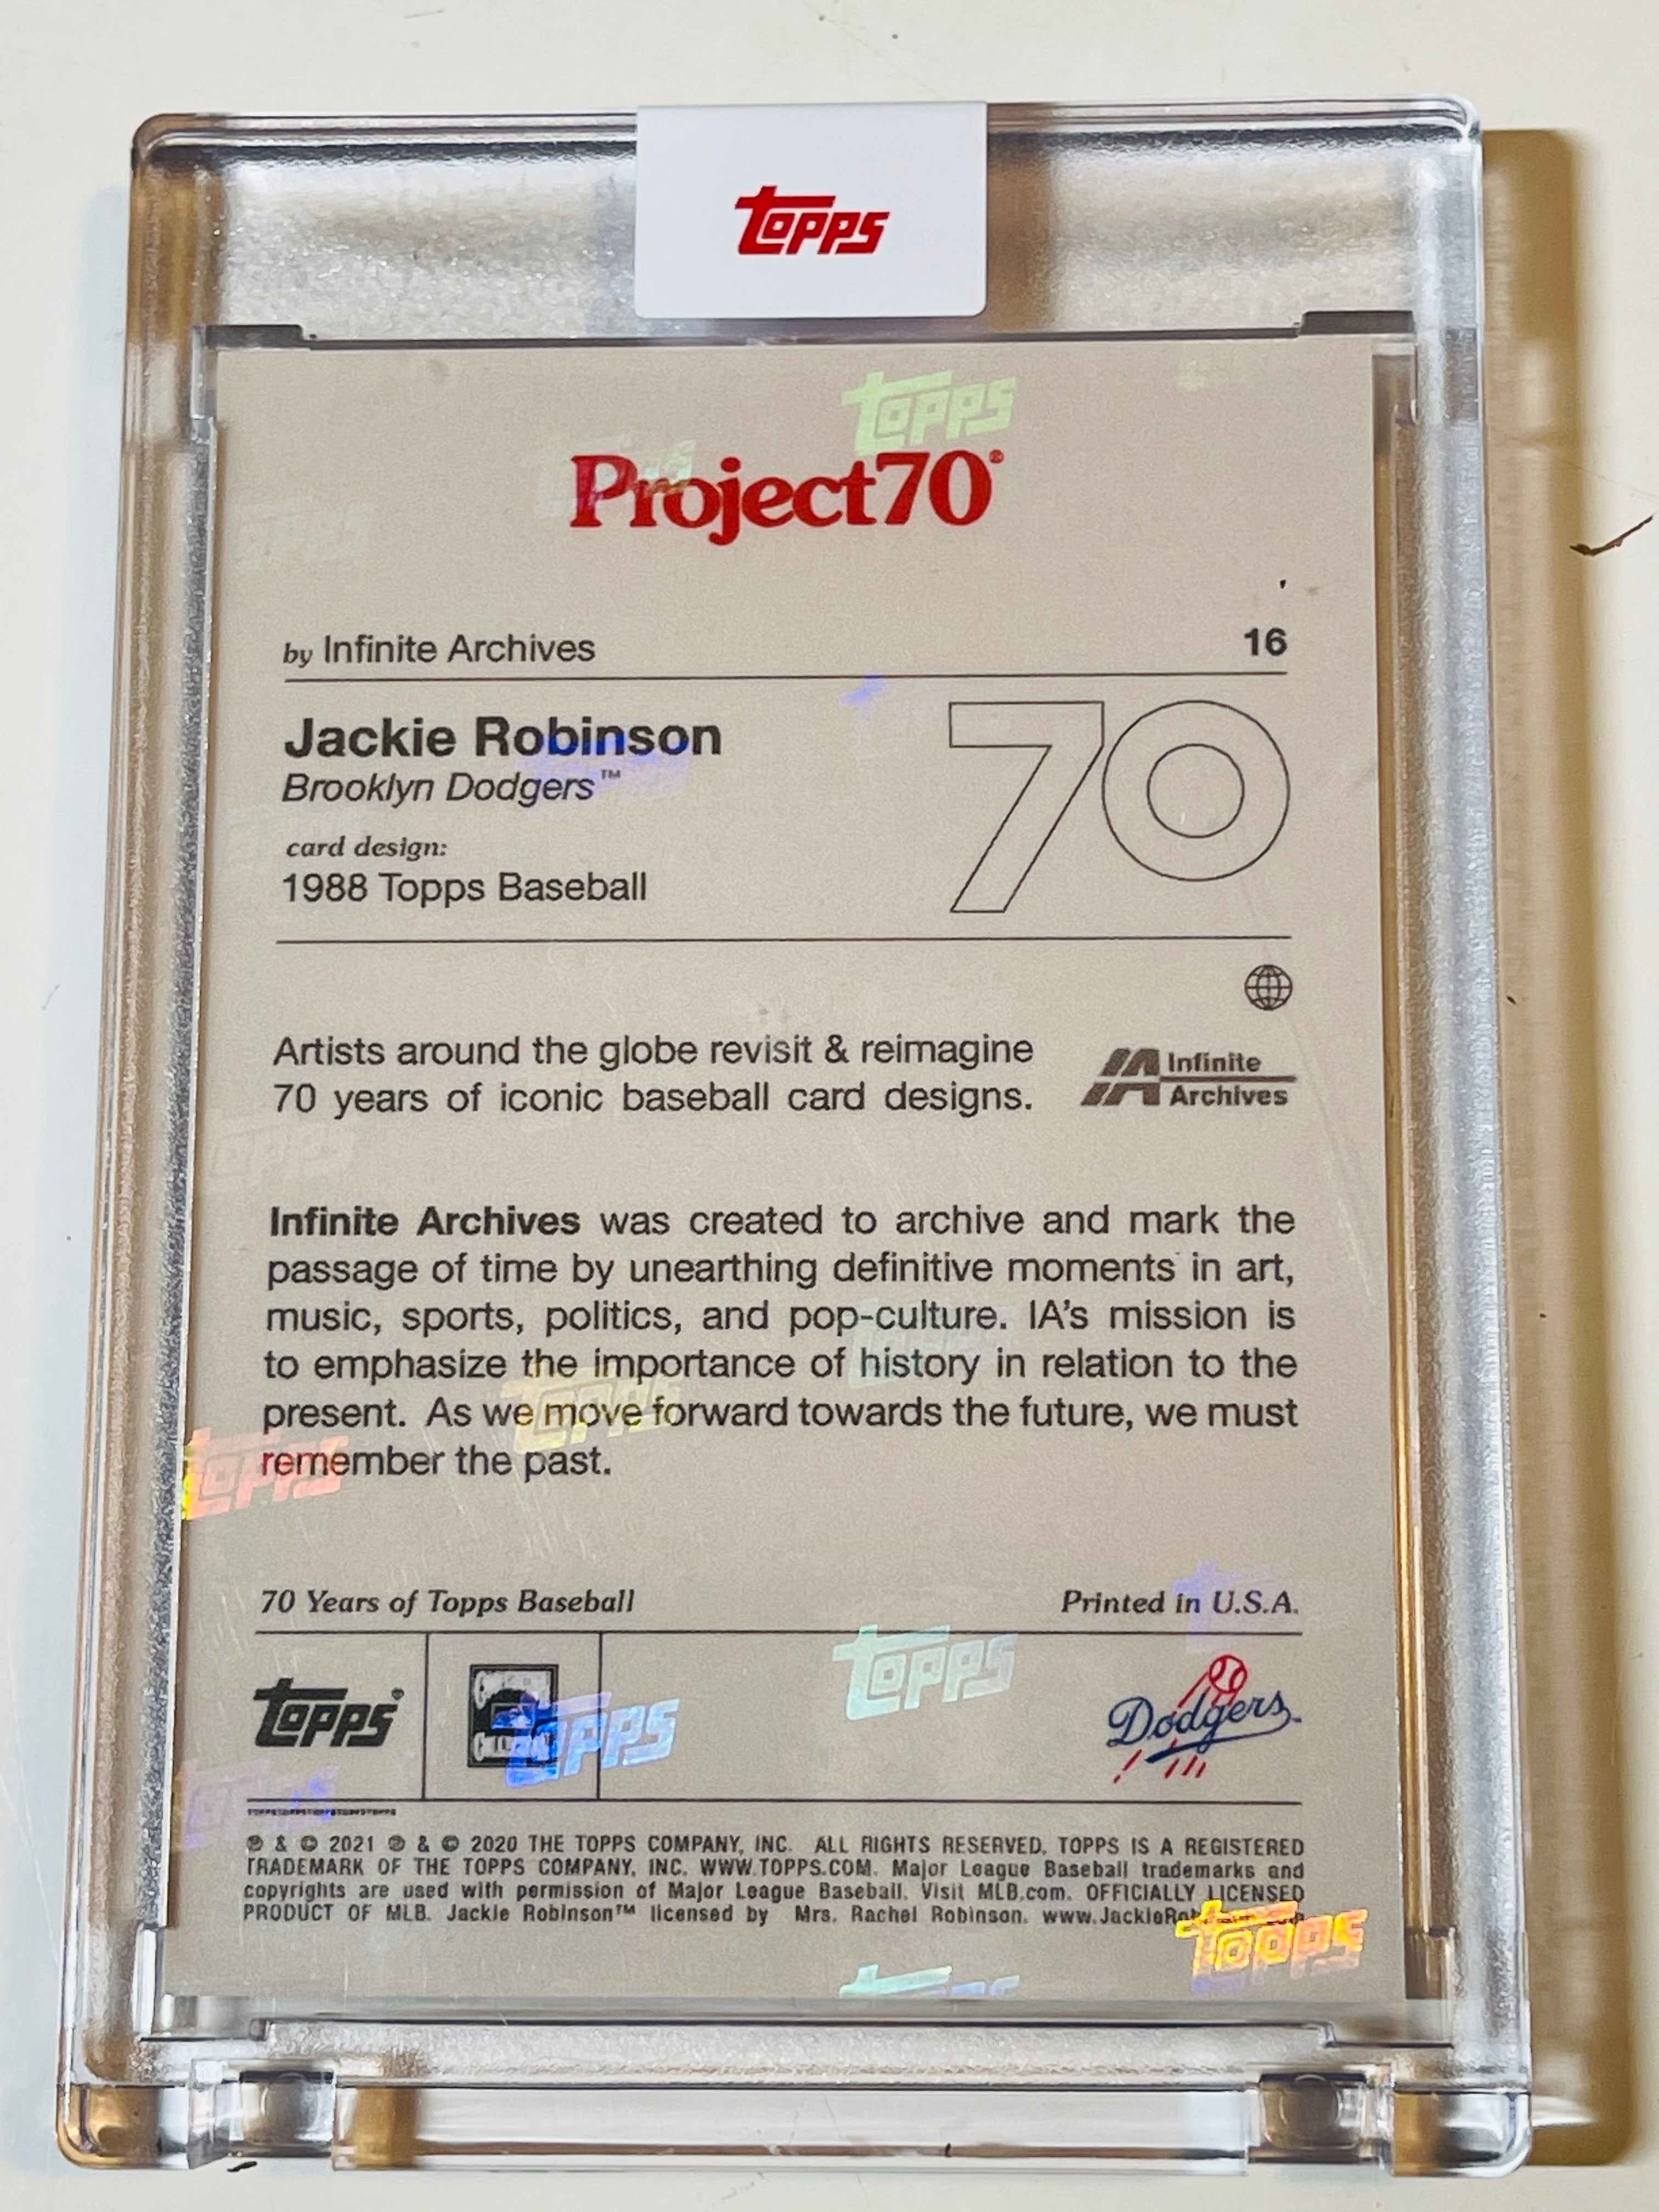 TOPPS
TOPPS
Project70
by Infinite Archives
16
Jackie Robinson
Brooklyn Dodgers™
70
card design:
1988 Topps Baseball
Artists around the globe revisit & reimagine
70 years of iconic baseball card designs.
IA Infinite
Archives
Infinite Archives was created to archive and mark the
passage of time by unearthing definitive moments in art,
music, sports, politics, and pop-culture. IA's mission is
to emphasize the importance of history in relation to the
present. As we move forward towards the future, we must
remember the past.
TOPPS
TOPPS
70 Years of Topps Baseball
Printed in U.S.A.
TOPPS®
TOPPS
TOPPS
Dodgers
℗ & © 2021 ℗ & © 2020 THE TOPPS COMPANY, INC. ALL RIGHTS RESERVED. TOPPS IS A REGISTERED
TRADEMARK OF THE TOPPS COMPANY, INC. WWW.TOPPS.COM. Major League Baseball trademarks and
copyrights are used with permission of Major League Baseball. Visit MLB.com. OFFICIALLY LICENSED
PRODUCT OF MLB. Jackie Robinson™ licensed by Mrs. Rachel Robinson.
TOPPS